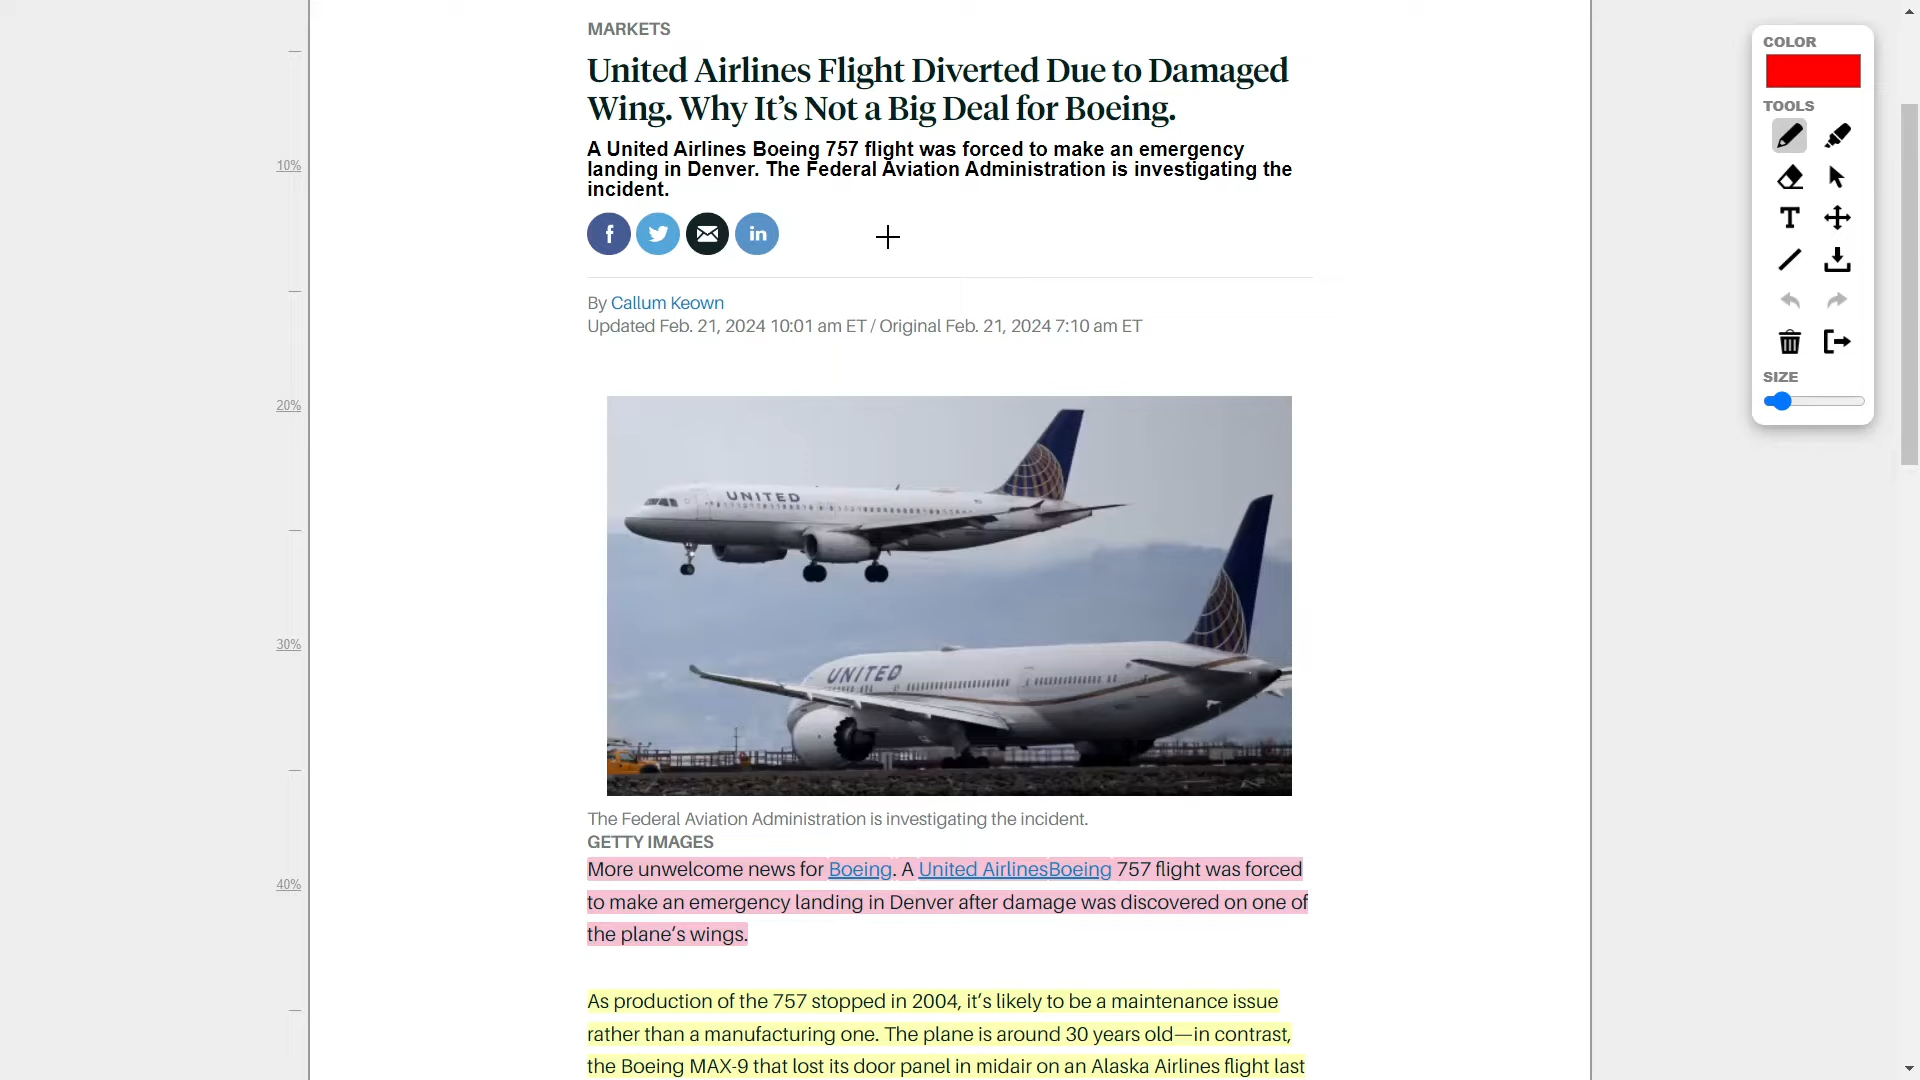 MARKETS
United Airlines Flight Diverted Due to Damaged
Wing. Why It’s Not a Big Deal for Boeing.
A United Airlines Boeing 757 flight was forced to make an emergency
landing in Denver. The Federal Aviation Administration is investigating the
incident.
f
in
By Callum Keown
Updated Feb. 21, 2024 10:01 am ET / Original Feb. 21, 2024 7:10 am ET
UNITED
UNITED
The Federal Aviation Administration is investigating the incident.
GETTY IMAGES
More unwelcome news for Boeing. A United AirlinesBoeing 757 flight was forced
to make an emergency landing in Denver after damage was discovered on one of
the plane’s wings.
As production of the 757 stopped in 2004, it’s likely to be a maintenance issue
rather than a manufacturing one. The plane is around 30 years old—in contrast,
the Boeing MAX-9 that lost its door panel in midair on an Alaska Airlines flight last
10%
20%
30%
40%
COLOR
TOOLS
T
SIZE